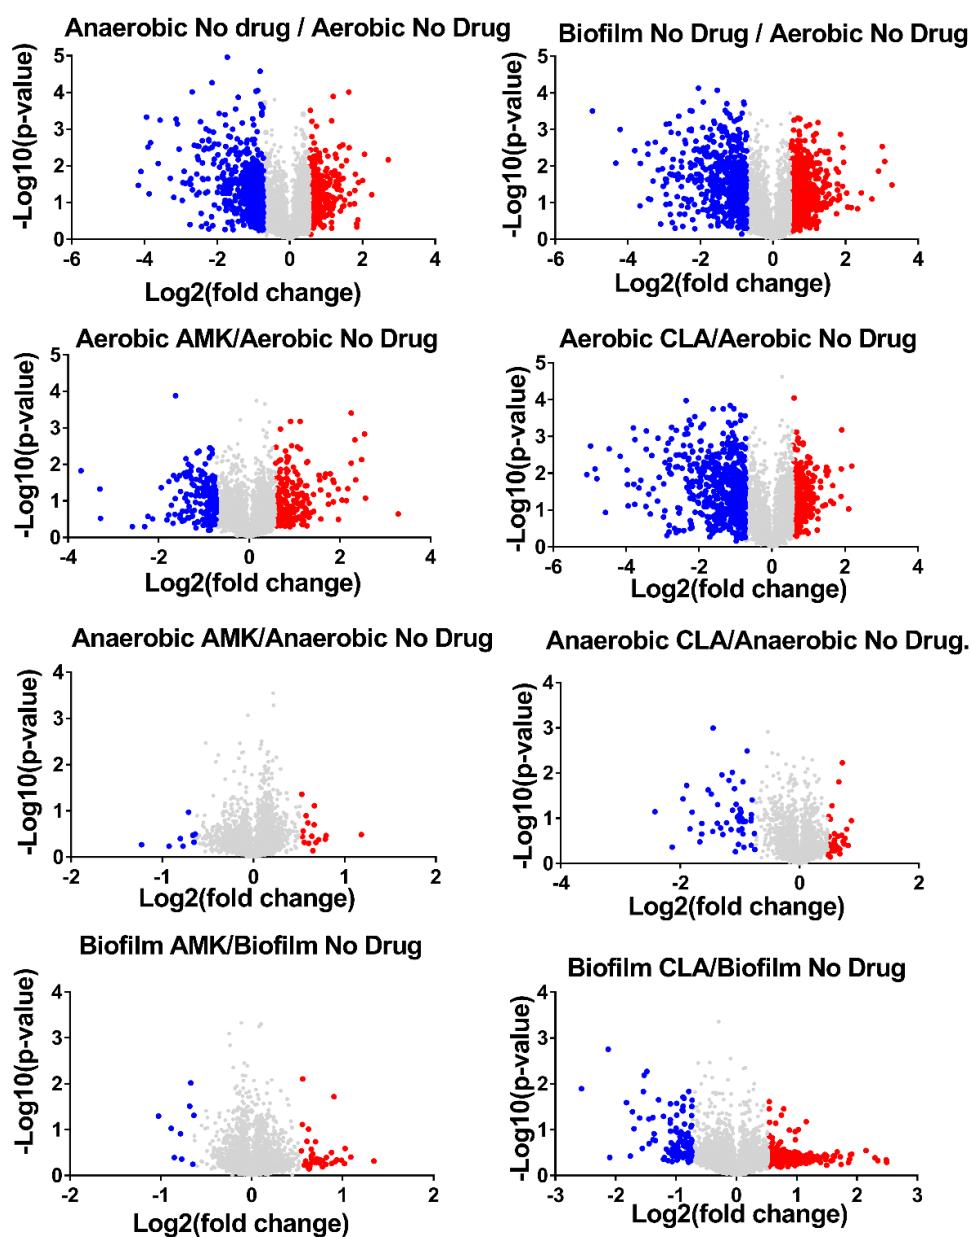 Anaerobic No drug / Aerobic No Drug
-Log10(p-value)
5
4
3
2
1
0
-6 -4 -2 0 2 4
Log2(fold change)
Biofilm No Drug / Aerobic No Drug
-Log10(p-value)
5
4
3
2
1
0
-6 -4 -2 0 2 4
Log2(fold change)
Aerobic AMK/Aerobic No Drug
-Log10(p-value)
5
4
3
2
1
0
-4 -2 0 2 4
Log2(fold change)
Aerobic CLA/Aerobic No Drug
-Log10(p-value)
5
4
3
2
1
0
-6 -4 -2 0 2 4
Log2(fold change)
Anaerobic AMK/Anaerobic No Drug
-Log10(p-value)
4
3
2
1
0
-2 -1 0 1 2
Log2(fold change)
Anaerobic CLA/Anaerobic No Drug.
-Log10(p-value)
4
3
2
1
0
-4 -2 0 2
Log2(fold change)
Biofilm AMK/Biofilm No Drug
-Log10(p-value)
4
3
2
1
0
-2 -1 0 1 2
Log2(fold change)
Biofilm CLA/Biofilm No Drug
-Log10(p-value)
4
3
2
1
0
-3 -2 -1 0 1 2 3
Log2(fold change)